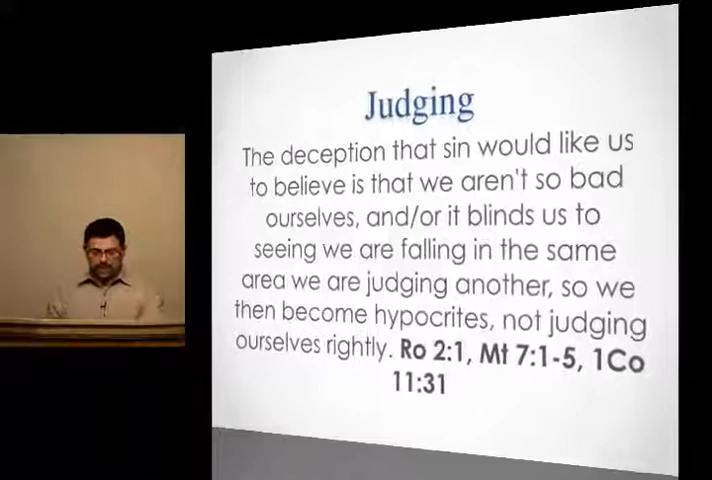 Judging
The deception that sin would like us
to believe is that we aren't so bad
ourselves, and/or it blinds us to
seeing we are falling in the same
area we are judging another, so we
then become hypocrites, not judging
ourselves rightly. Ro 2:1, Mt 7:1-5, 1Co
11:31